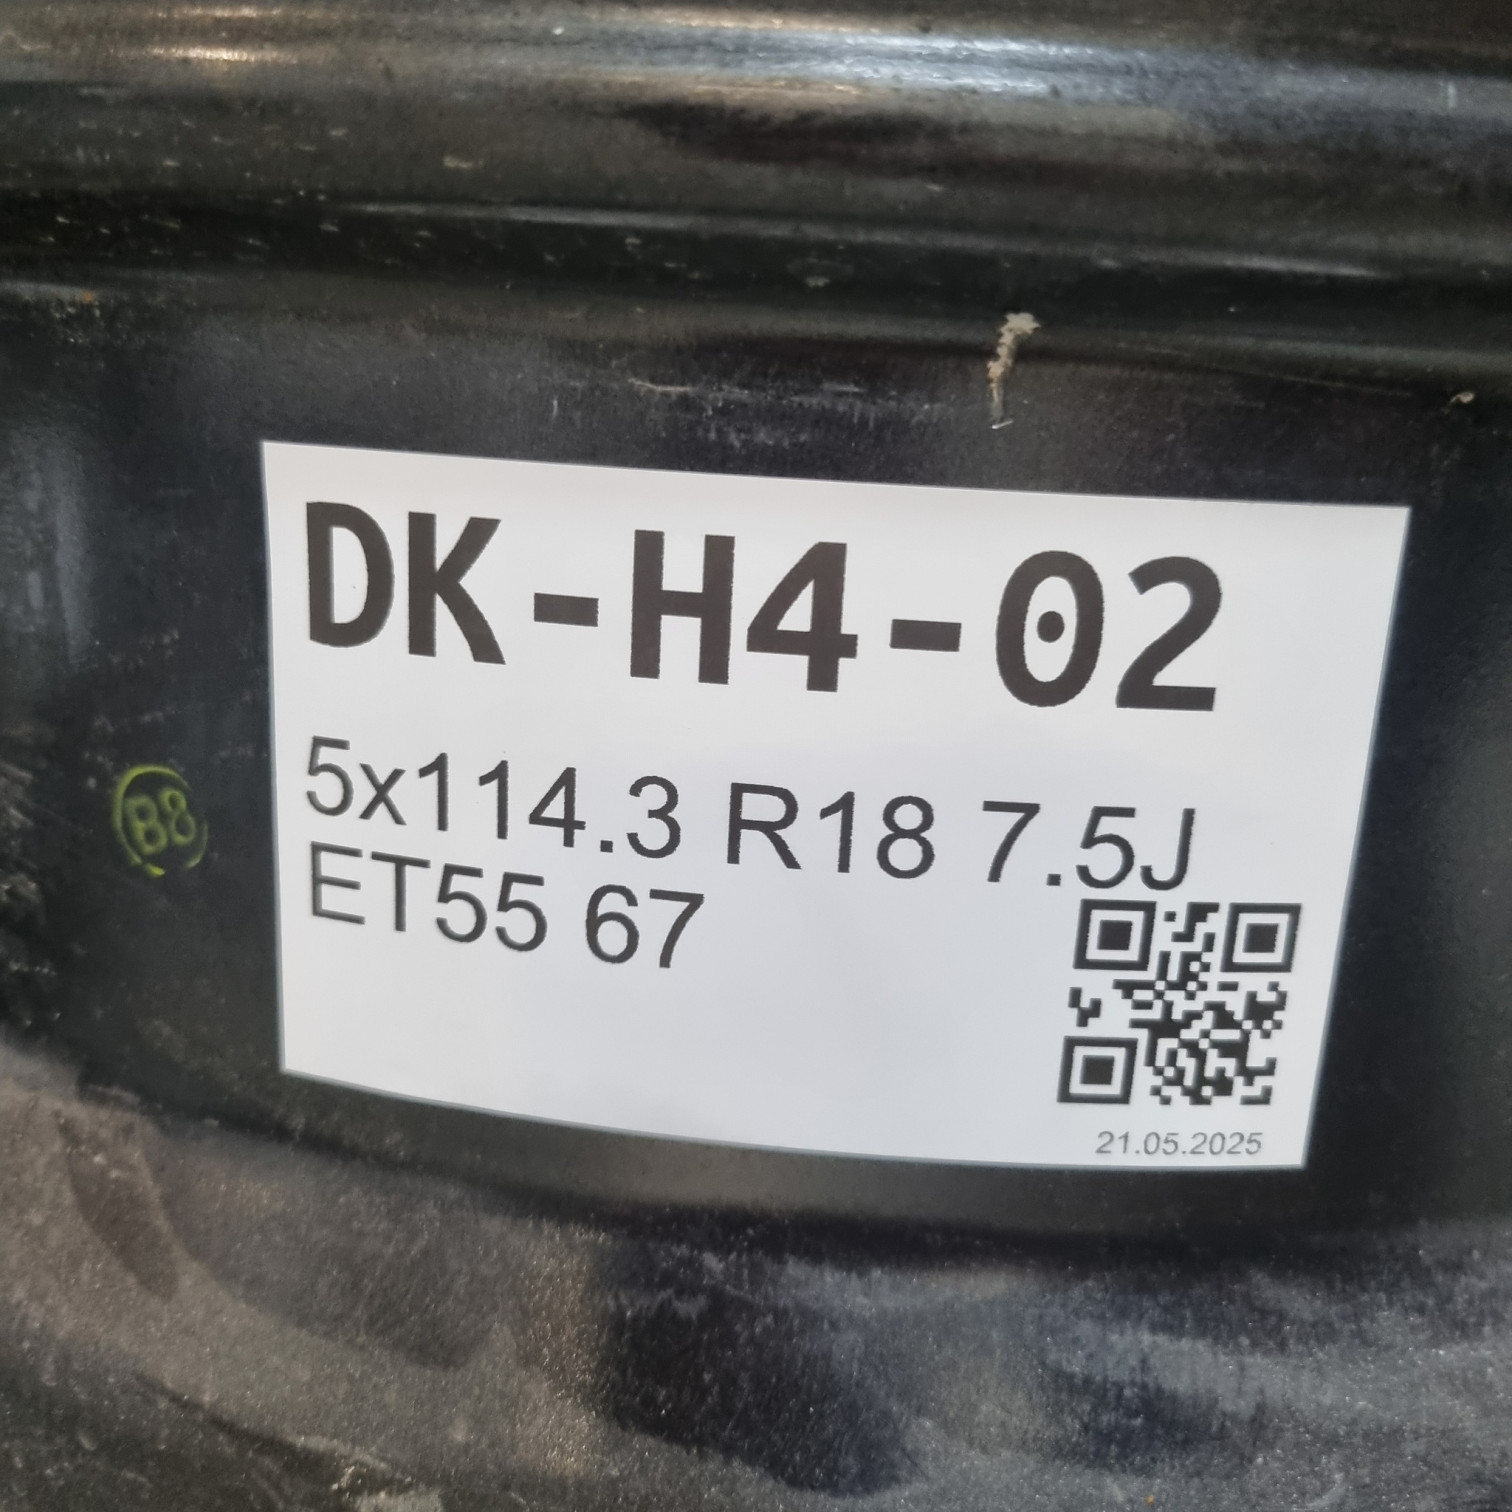 DK-H4-02
5x114.3 R18 7.5J
ET55 67
21.05.2025
B8